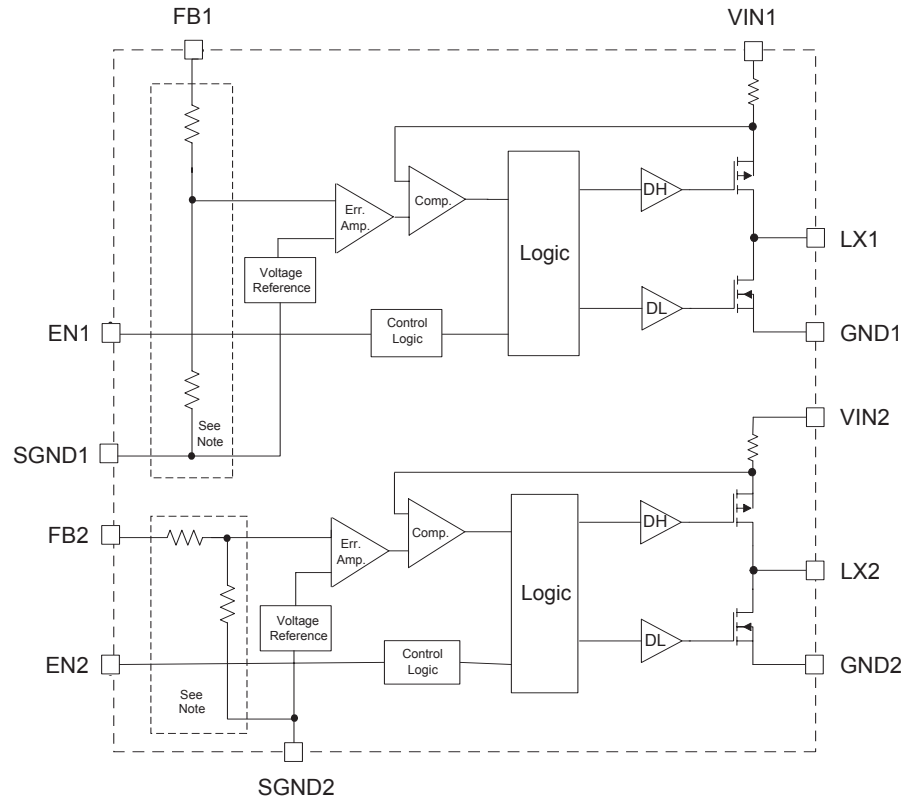 FB1
VIN1
Err.
Amp.
Comp.
Logic
DH
LX1
Voltage
Reference
DL
EN1
Control
Logic
GND1
See
Note
SGND1
VIN2
FB2
Err.
Amp.
Comp.
Logic
DH
LX2
Voltage
Reference
DL
EN2
Control
Logic
GND2
See
Note
SGND2